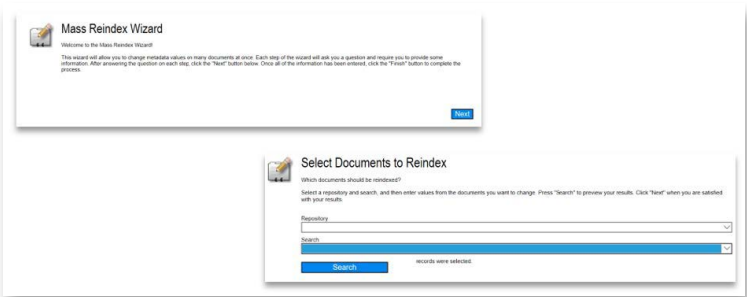 Mass Reindex Wizard
Welcome to the Mass Reindex Wizard!
This wizard will allow you to change metadata values on many documents at once. Each step of the wizard will ask you a question and require you to provide some
information. After answering the question on each step, click the "Next" button below. Once all of the information has been entered, click the "Finish" button to complete the
process.
Next
Select Documents to Reindex
Which documents should be reindexed?
Select a repository and search, and then enter values from the documents you want to change. Press "Search" to preview your results. Click "Next" when you are satisfied
with your results.
Repository
Search
Search
records were selected.